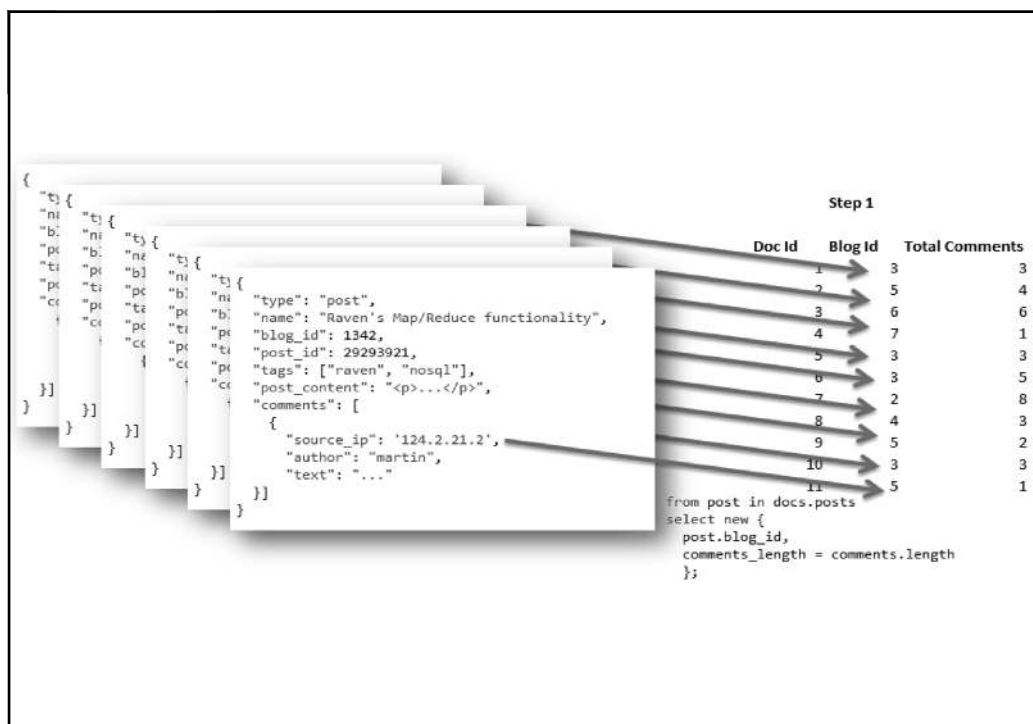 {
"type": "post",
"name": "Raven's Map/Reduce functionality",
"blog_id": 1342,
"post_id": 29293921,
"tags": ["raven", "nosql"],
"post_content": "<p>...</p>",
"comments": [
{
"source_ip": '124.2.21.2',
"author": "martin",
"text": "..."
}]
}
Step 1
Doc Id Blog Id Total Comments
1 3 3
2 5 4
3 6 6
4 7 1
5 3 3
6 3 5
7 2 8
8 4 3
9 5 2
10 3 3
11 5 1
from post in docs.posts
select new {
post.blog_id,
comments_length = comments.length
};